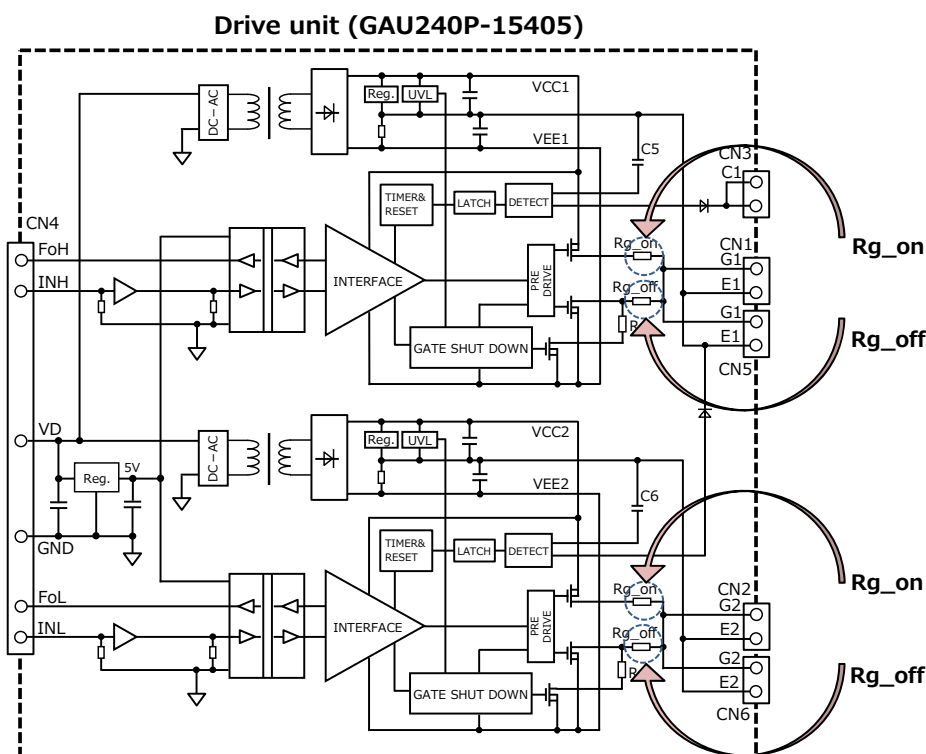 Drive unit (GAU240P-15405)
DC−AC
Reg.
UVL
VCC1
VEE1
C5
CN3
C1
TIMER&
RESET
LATCH
DETECT
CN4
FoH
INH
INTERFACE
PRE
DRIVE
Rg_on
Rg_off
R
CN1
G1
E1
G1
E1
CN5
Rg_on
Rg_off
GATE SHUT DOWN
VD
Reg.
5V
GND
DC−AC
Reg.
UVL
VCC2
VEE2
C6
TIMER&
RESET
LATCH
DETECT
FoL
INL
INTERFACE
PRE
DRIVE
Rg_on
Rg_off
R
CN2
G2
E2
G2
E2
CN6
Rg_on
Rg_off
GATE SHUT DOWN